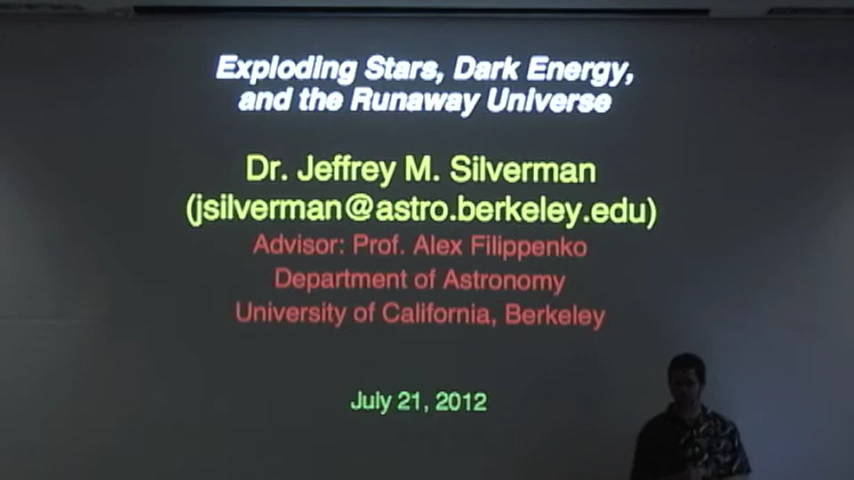 Exploding Stars, Dark Energy,
and the Runaway Universe
Dr. Jeffrey M. Silverman
(jsilverman@astro.berkeley.edu)
Advisor: Prof. Alex Filippenko
Department of Astronomy
University of California, Berkeley
July 21, 2012